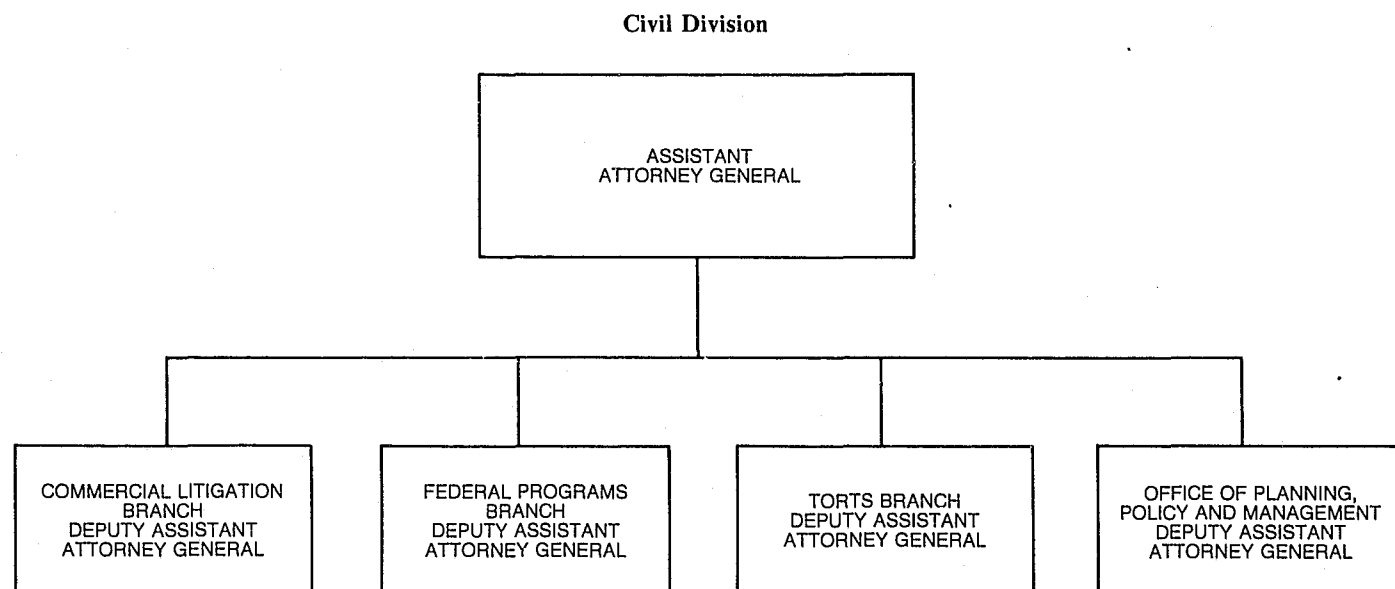 Civil Division
ASSISTANT
ATTORNEY GENERAL
COMMERCIAL LITIGATION
BRANCH
DEPUTY ASSISTANT
ATTORNEY GENERAL
FEDERAL PROGRAMS
BRANCH
DEPUTY ASSISTANT
ATTORNEY GENERAL
TORTS BRANCH
DEPUTY ASSISTANT
ATTORNEY GENERAL
OFFICE OF PLANNING,
POLICY AND MANAGEMENT
DEPUTY ASSISTANT
ATTORNEY GENERAL